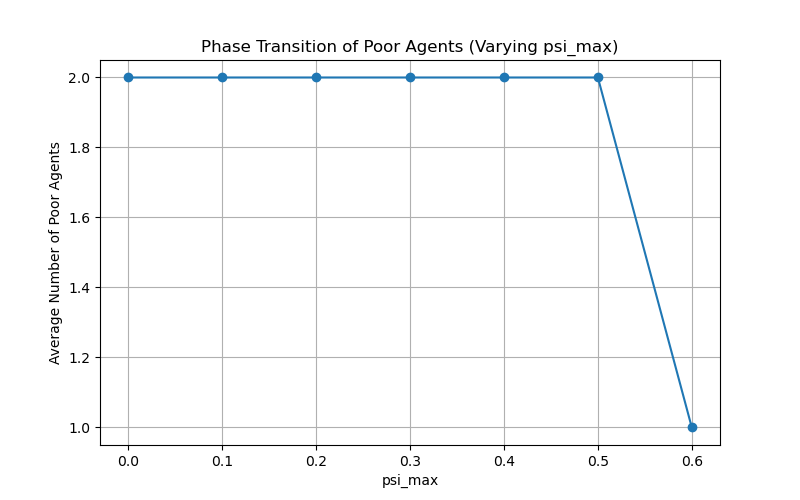 Phase Transition of Poor Agents (Varying psi_max)
Average Number of Poor Agents
2.0
1.8
1.6
1.4
1.2
1.0
0.0 0.1 0.2 0.3 0.4 0.5 0.6
psi_max